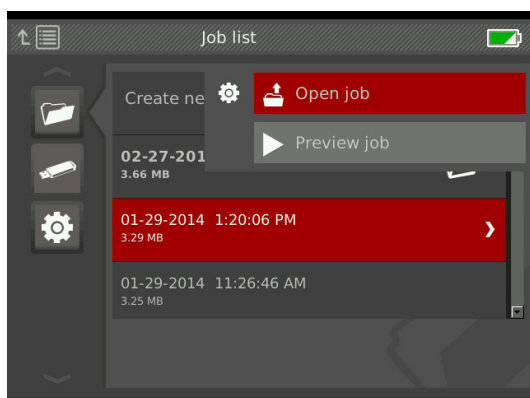 Job list
Create ne
Open job
Preview job
02-27-201
3.66 MB
01-29-2014 1:20:06 PM
3.29 MB
01-29-2014 11:26:46 AM
3.25 MB